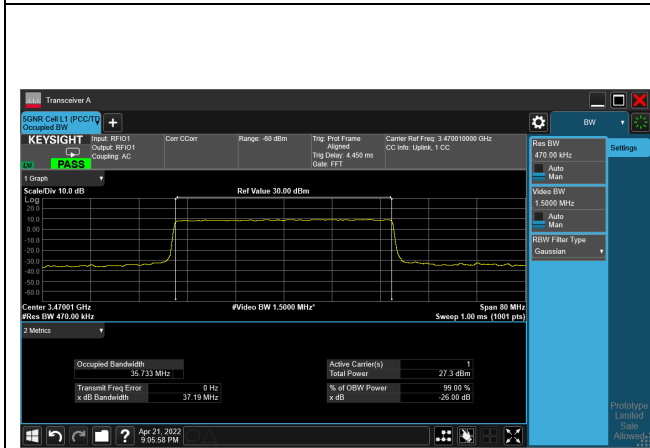 Transceiver A
5GNR Cell L1 (PCC/TD
Occupied BW
BW
KEYSIGHT
LXI
PASS
Input: RFIO1
Output: RFIO1
Coupling: AC
Corr CCorr
Range: -60 dBm
Trig: Prot Frame
Aligned
Trig Delay: 4.450 ms
Gate: FFT
Carrier Ref Freq: 3.470010000 GHz
CC Info: Uplink, 1 CC
Res BW
470.00 kHz
Auto
Man
Video BW
1.5000 MHz
Auto
Man
RBW Filter Type
Gaussian
Settings
1 Graph
Scale/Div 10.0 dB
Ref Value 30.00 dBm
Log
20.0
10.0
0.00
-10.0
-20.0
-30.0
-40.0
-50.0
-60.0
Center 3.47001 GHz
#Video BW 1.5000 MHz*
Span 80 MHz
#Res BW 470.00 kHz
Sweep 1.00 ms (1001 pts)
2 Metrics
Occupied Bandwidth
35.733 MHz
Active Carrier(s) 1
Total Power 27.3 dBm
Transmit Freq Error 0 Hz
x dB Bandwidth 37.19 MHz
% of OBW Power 99.00 %
x dB -26.00 dB
Prototype
Limited
Sale
Allowed
?
Apr 21, 2022
9:05:58 PM